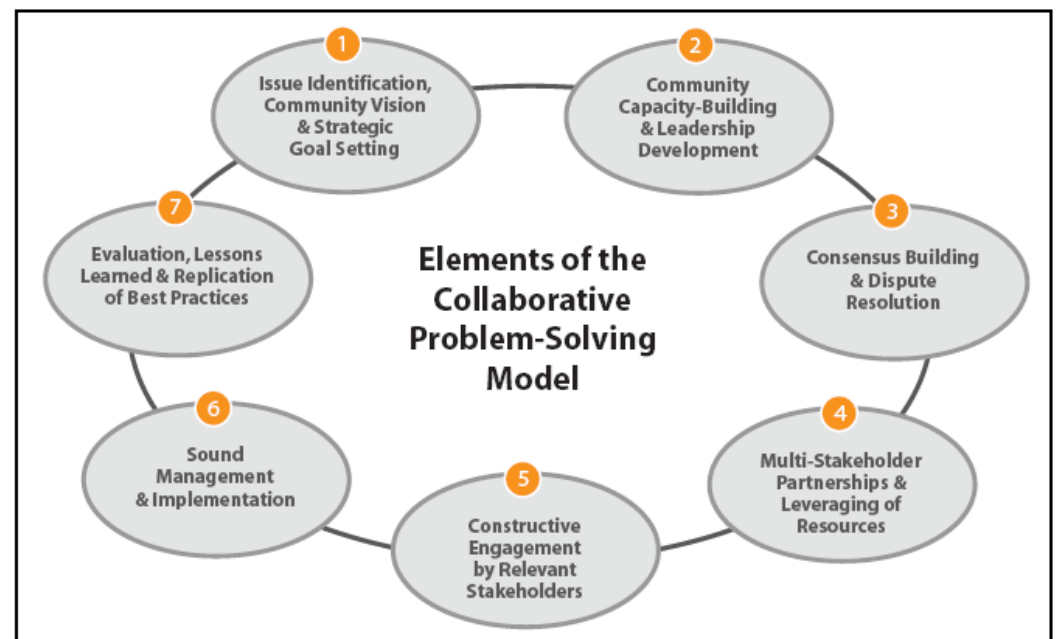 1
Issue Identification,
Community Vision
& Strategic
Goal Setting
2
Community
Capacity-Building
& Leadership
Development
3
Consensus Building
& Dispute
Resolution
4
Multi-Stakeholder
Partnerships &
Leveraging of
Resources
5
Constructive
Engagement
by Relevant
Stakeholders
6
Sound
Management
& Implementation
7
Evaluation, Lessons
Learned & Replication
of Best Practices
Elements of the
Collaborative
Problem-Solving
Model